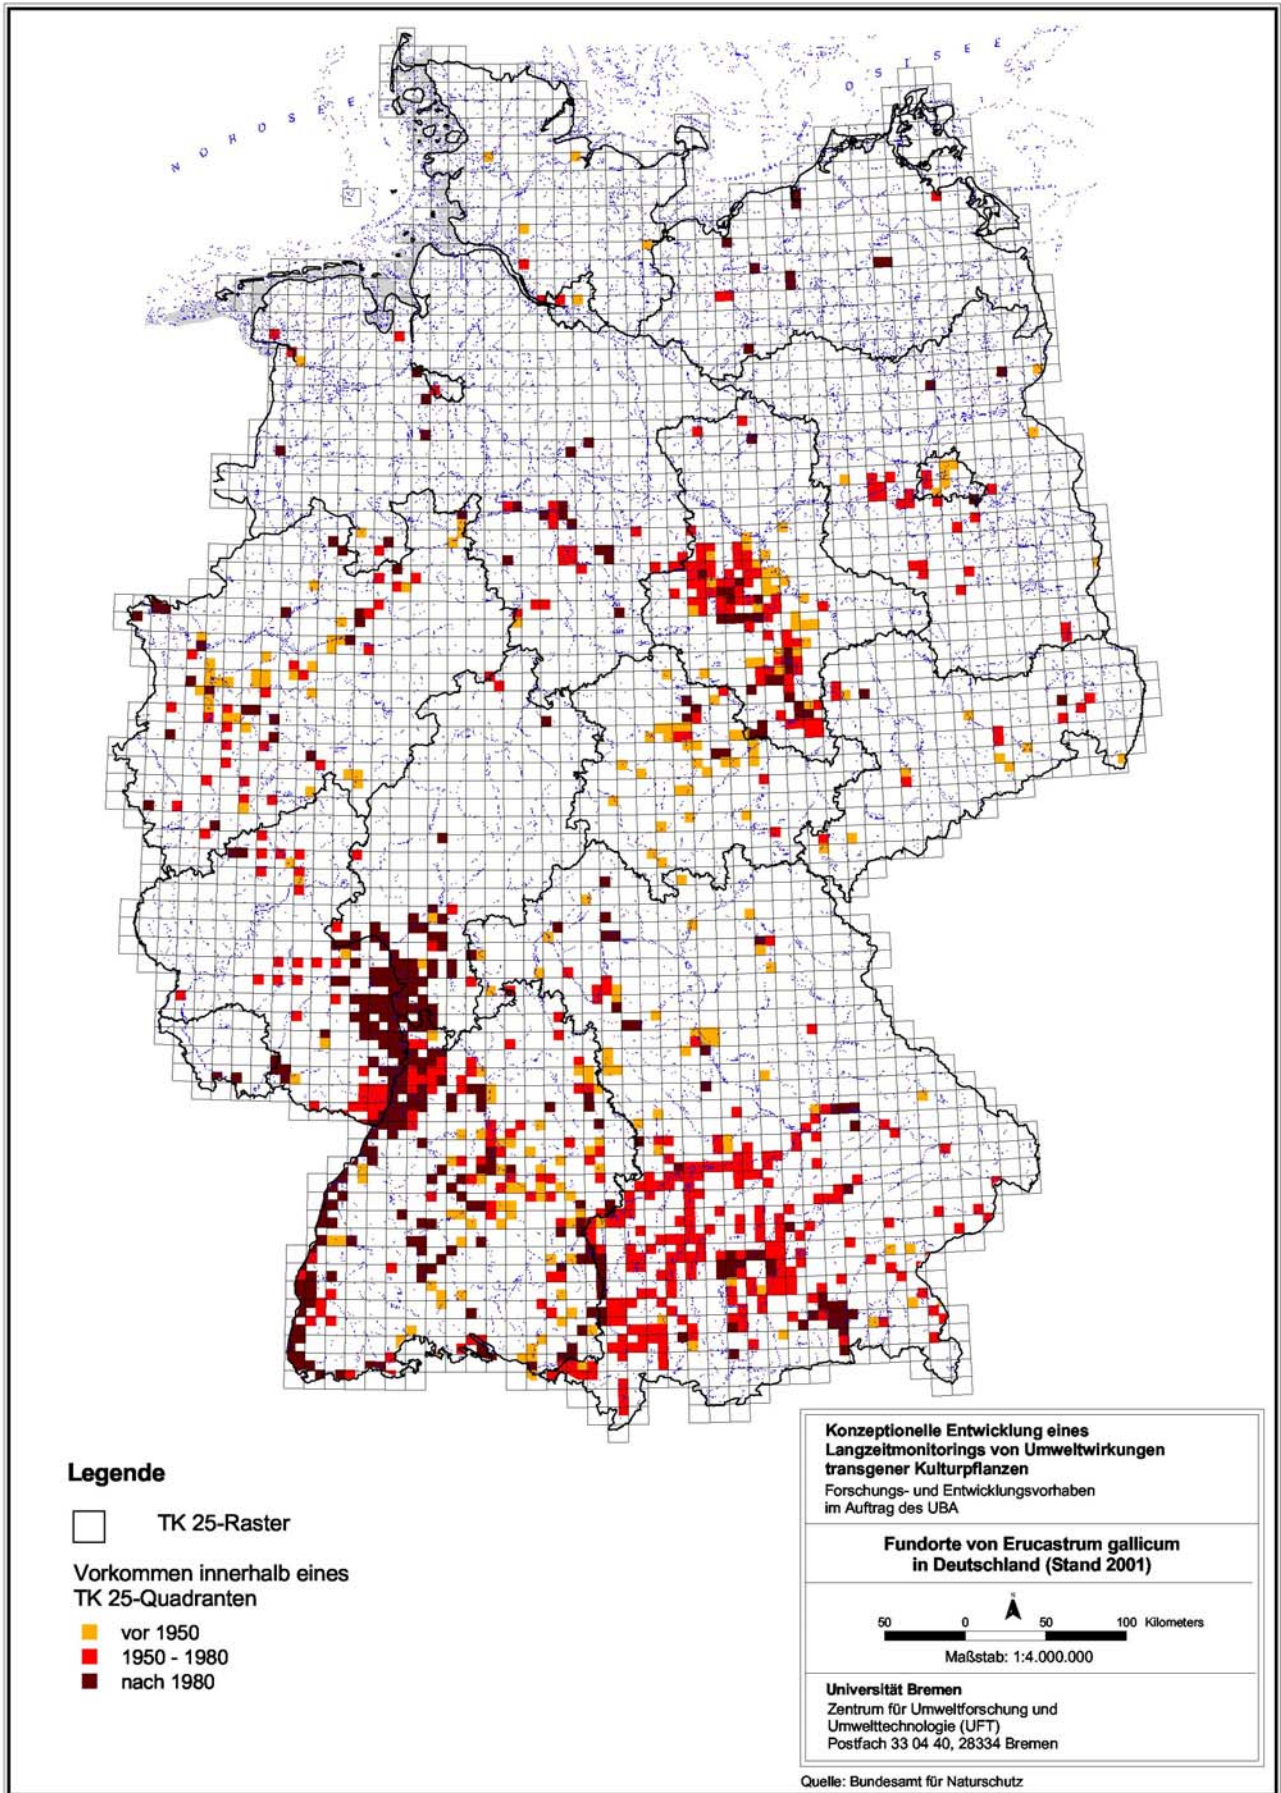 N O R D S E E
O S T S E E
Legende
TK 25-Raster
Vorkommen innerhalb eines
TK 25-Quadranten
vor 1950
1950 - 1980
nach 1980
Konzeptionelle Entwicklung eines
Langzeitmonitorings von Umweltwirkungen
transgener Kulturpflanzen
Forschungs- und Entwicklungsvorhaben
im Auftrag des UBA
Fundorte von Erucastrum gallicum
in Deutschland (Stand 2001)
N
50 0 50 100 Kilometers
Maßstab: 1:4.000.000
Universität Bremen
Zentrum für Umweltforschung und
Umwelttechnologie (UFT)
Postfach 33 04 40, 28334 Bremen
Quelle: Bundesamt für Naturschutz